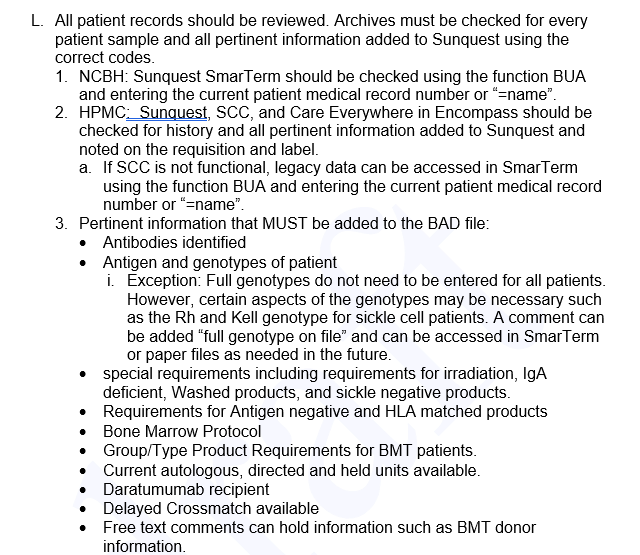 L. All patient records should be reviewed. Archives must be checked for every
patient sample and all pertinent information added to Sunquest using the
correct codes.
1. NCBH: Sunquest SmarTerm should be checked using the function BUA
and entering the current patient medical record number or “=name”.
2. HPMC: Sunquest, SCC, and Care Everywhere in Encompass should be
checked for history and all pertinent information added to Sunquest and
noted on the requisition and label.
a. If SCC is not functional, legacy data can be accessed in SmarTerm
using the function BUA and entering the current patient medical record
number or “=name”.
3. Pertinent information that MUST be added to the BAD file:
• Antibodies identified
• Antigen and genotypes of patient
i. Exception: Full genotypes do not need to be entered for all patients.
However, certain aspects of the genotypes may be necessary such
as the Rh and Kell genotype for sickle cell patients. A comment can
be added “full genotype on file” and can be accessed in SmarTerm
or paper files as needed in the future.
• special requirements including requirements for irradiation, IgA
deficient, Washed products, and sickle negative products.
• Requirements for Antigen negative and HLA matched products
• Bone Marrow Protocol
• Group/Type Product Requirements for BMT patients.
• Current autologous, directed and held units available.
• Daratumumab recipient
• Delayed Crossmatch available
• Free text comments can hold information such as BMT donor
information.